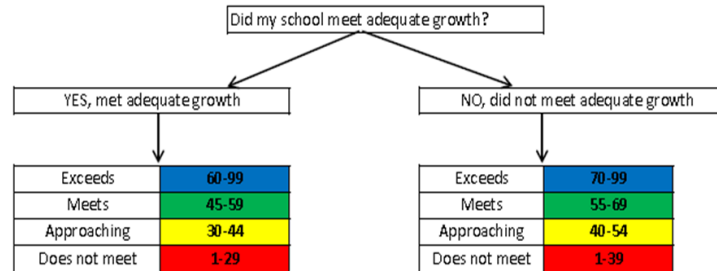 Did my school meet adequate growth?
YES, met adequate growth
NO, did not meet adequate growth
Exceeds 60-99
Meets 45-59
Approaching 30-44
Does not meet 1-29
Exceeds 70-99
Meets 55-69
Approaching 40-54
Does not meet 1-39